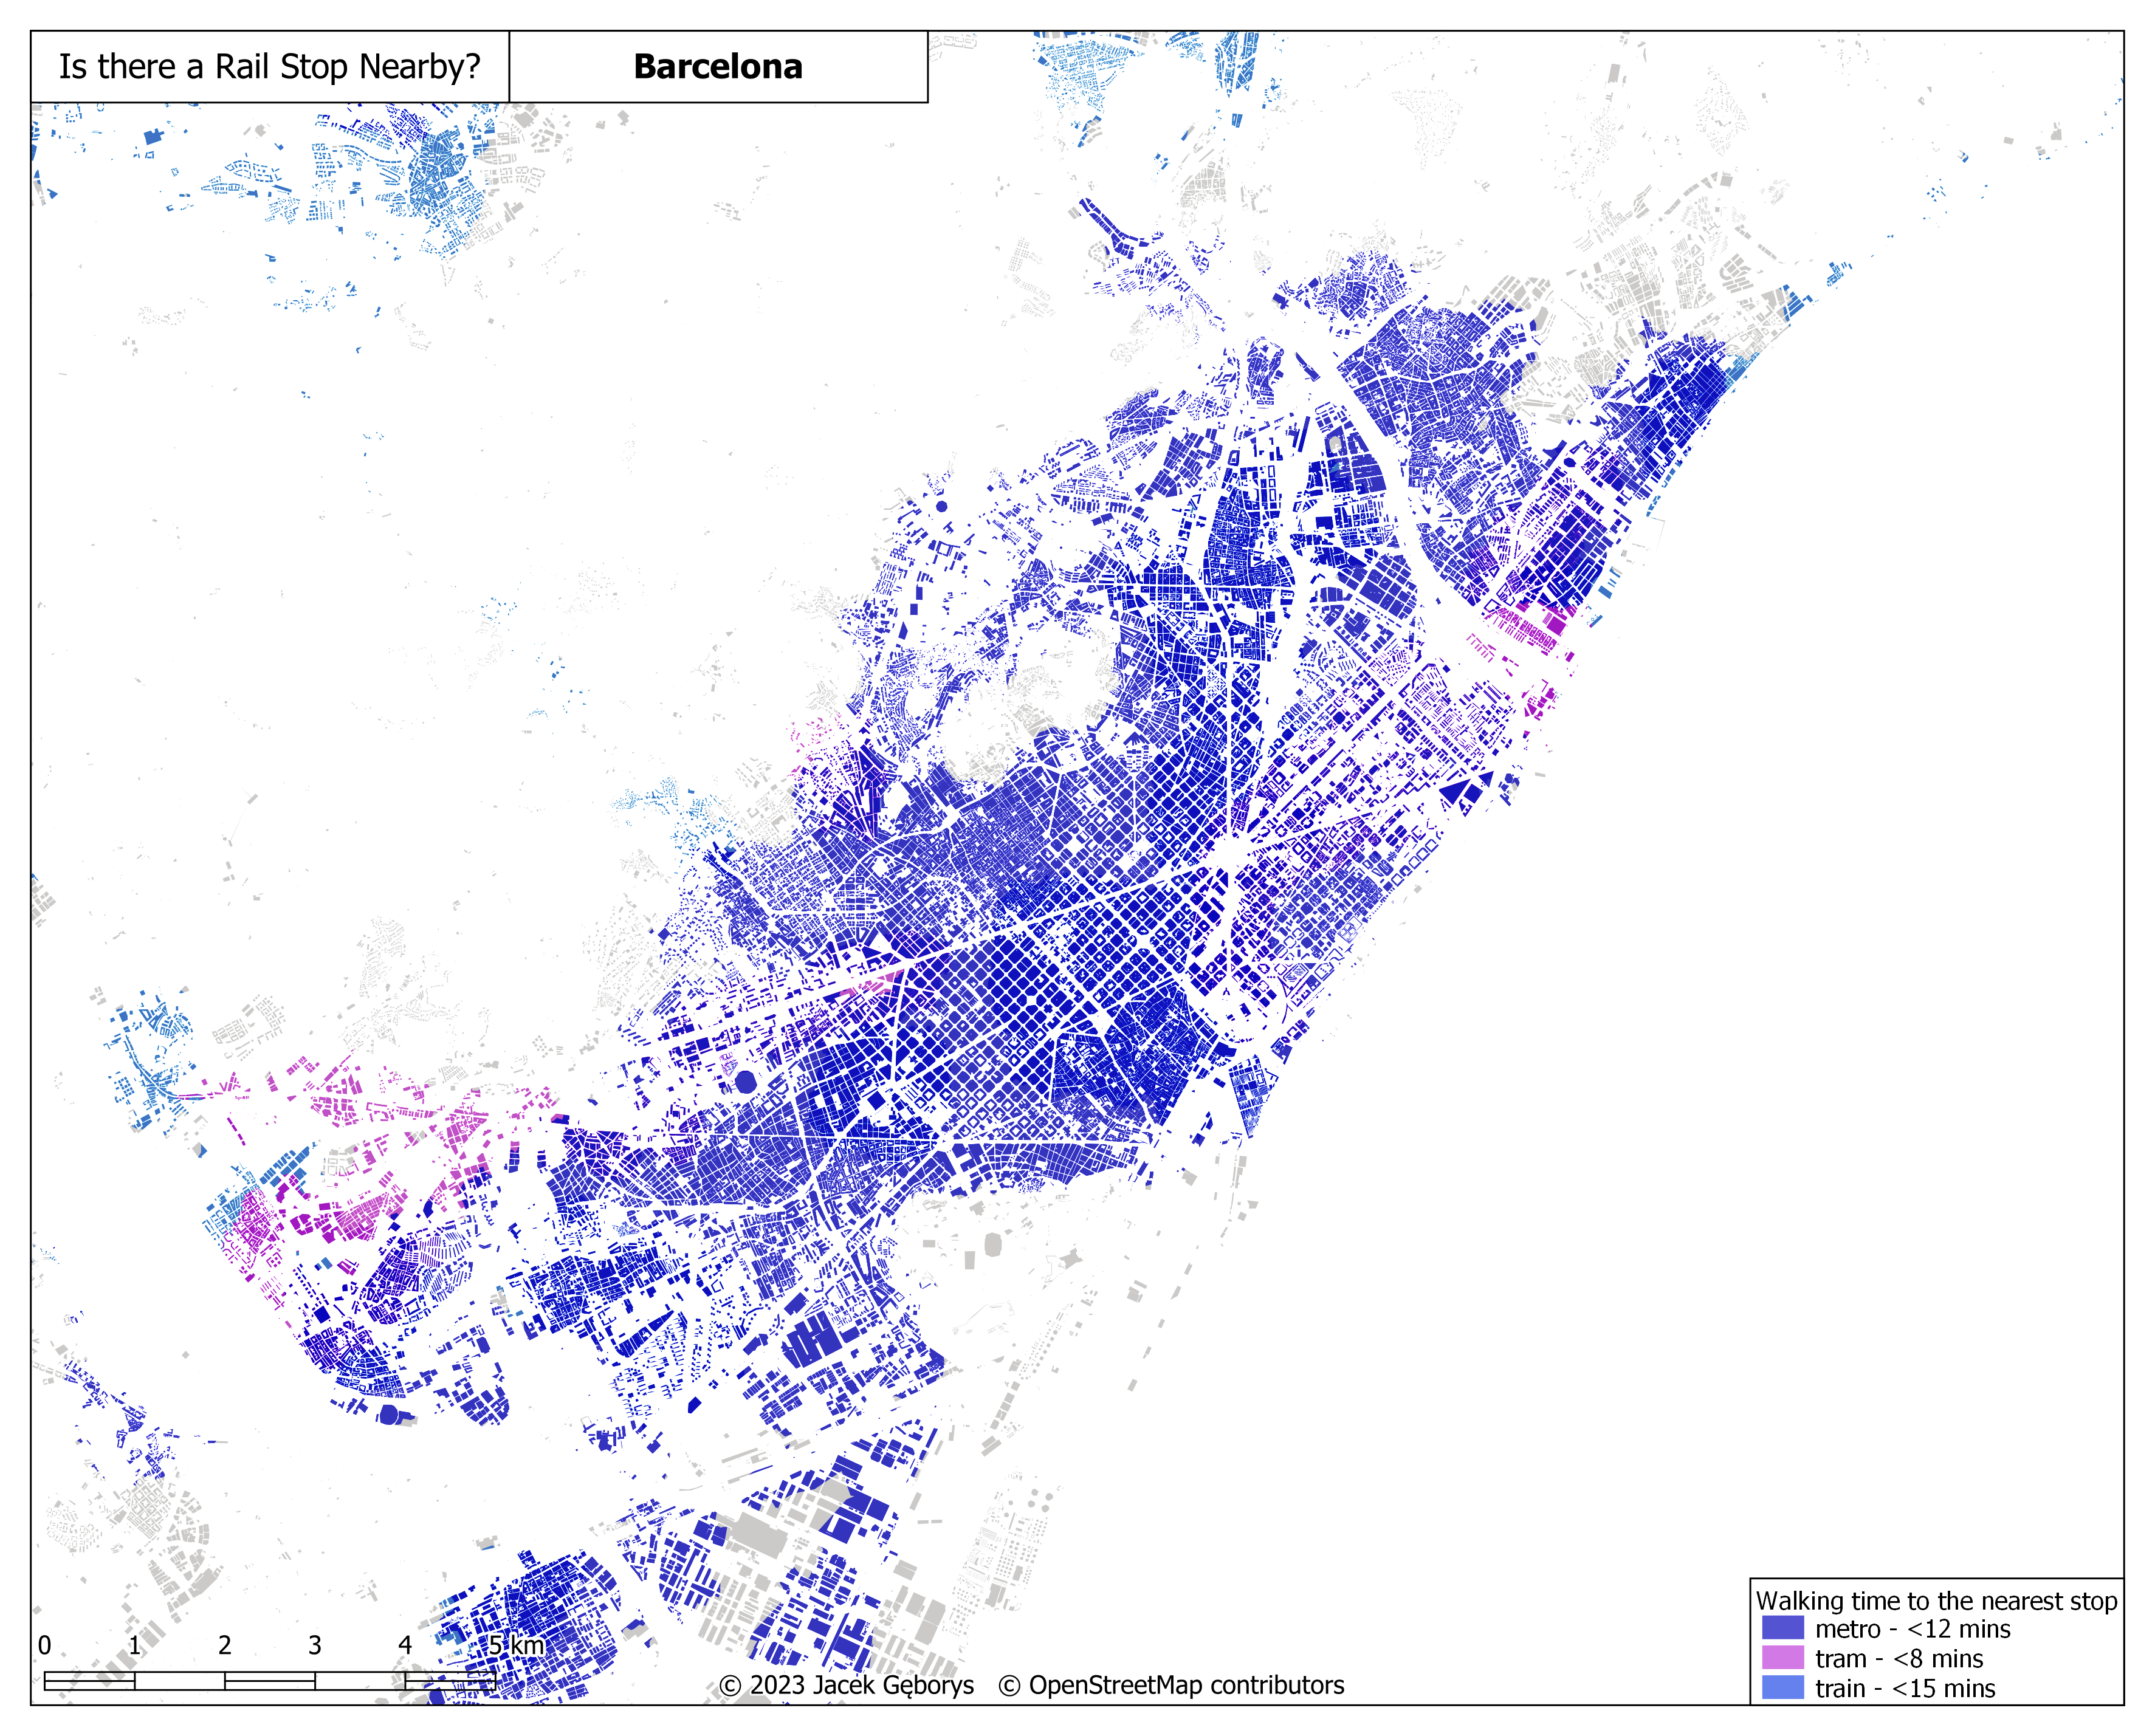 Is there a Rail Stop Nearby?
Barcelona
Walking time to the nearest stop
metro - <12 mins
tram - <8 mins
train - <15 mins
0 1 2 3 4 5 km
© 2023 Jacek Gęborys © OpenStreetMap contributors